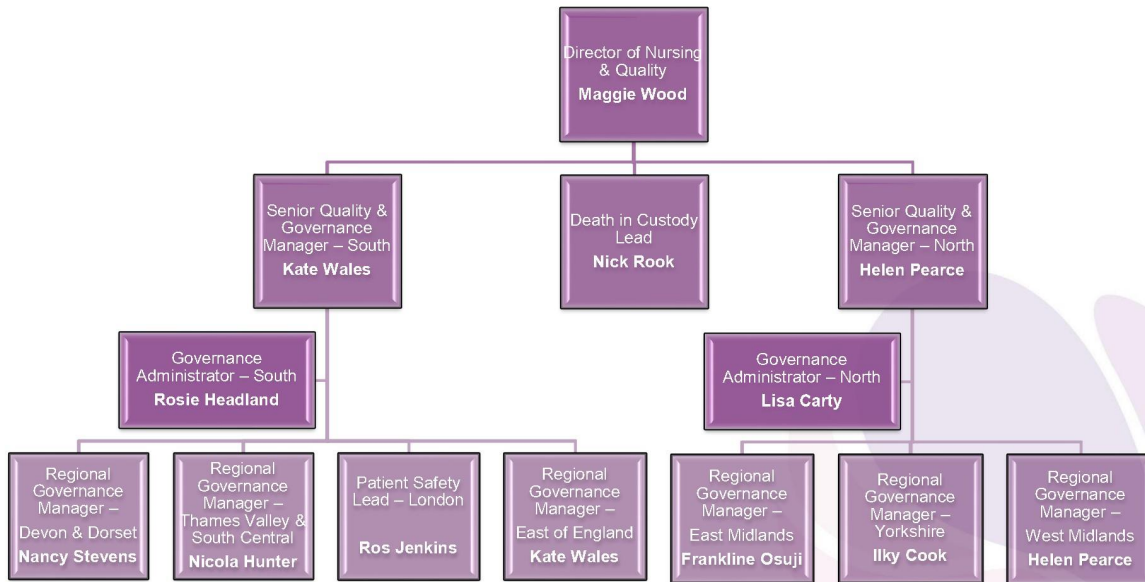 Director of Nursing
& Quality
Maggie Wood
Senior Quality &
Governance
Manager – South
Kate Wales
Death in Custody
Lead
Nick Rook
Senior Quality &
Governance
Manager – North
Helen Pearce
Governance
Administrator – South
Rosie Headland
Governance
Administrator – North
Lisa Carty
Regional
Governance
Manager –
Devon & Dorset
Nancy Stevens
Regional
Governance
Manager –
Thames Valley &
South Central
Nicola Hunter
Patient Safety
Lead – London
Ros Jenkins
Regional
Governance
Manager –
East of England
Kate Wales
Regional
Governance
Manager –
East Midlands
Frankline Osuji
Regional
Governance
Manager –
Yorkshire
Ilky Cook
Regional
Governance
Manager –
West Midlands
Helen Pearce